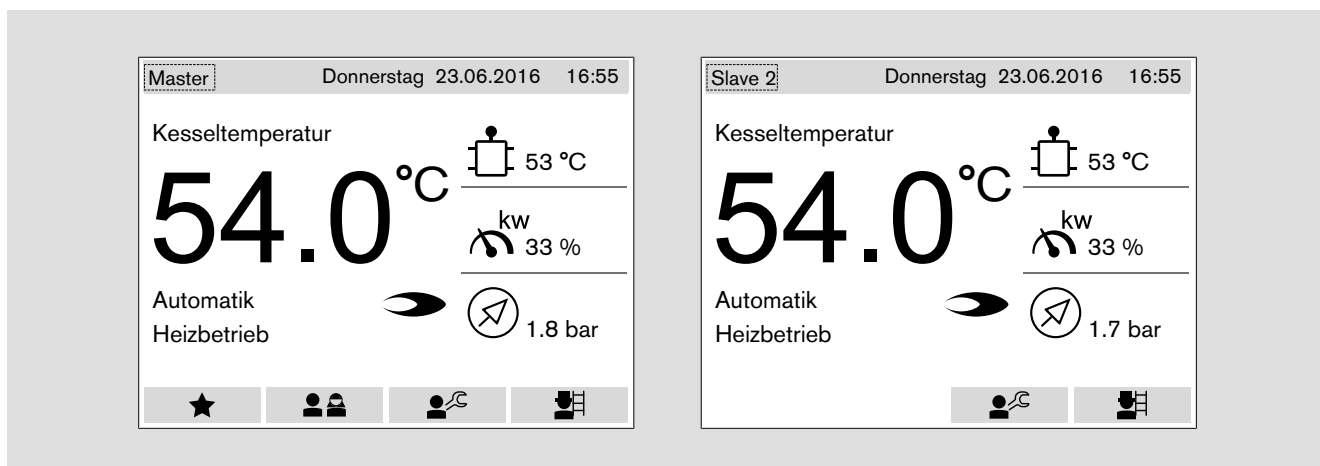 Master Donnerstag 23.06.2016 16:55
Kesseltemperatur
53 °C
54.0 °C
kw
33 %
Automatik
Heizbetrieb
1.8 bar
Slave 2 Donnerstag 23.06.2016 16:55
Kesseltemperatur
53 °C
54.0 °C
kw
33 %
Automatik
Heizbetrieb
1.7 bar